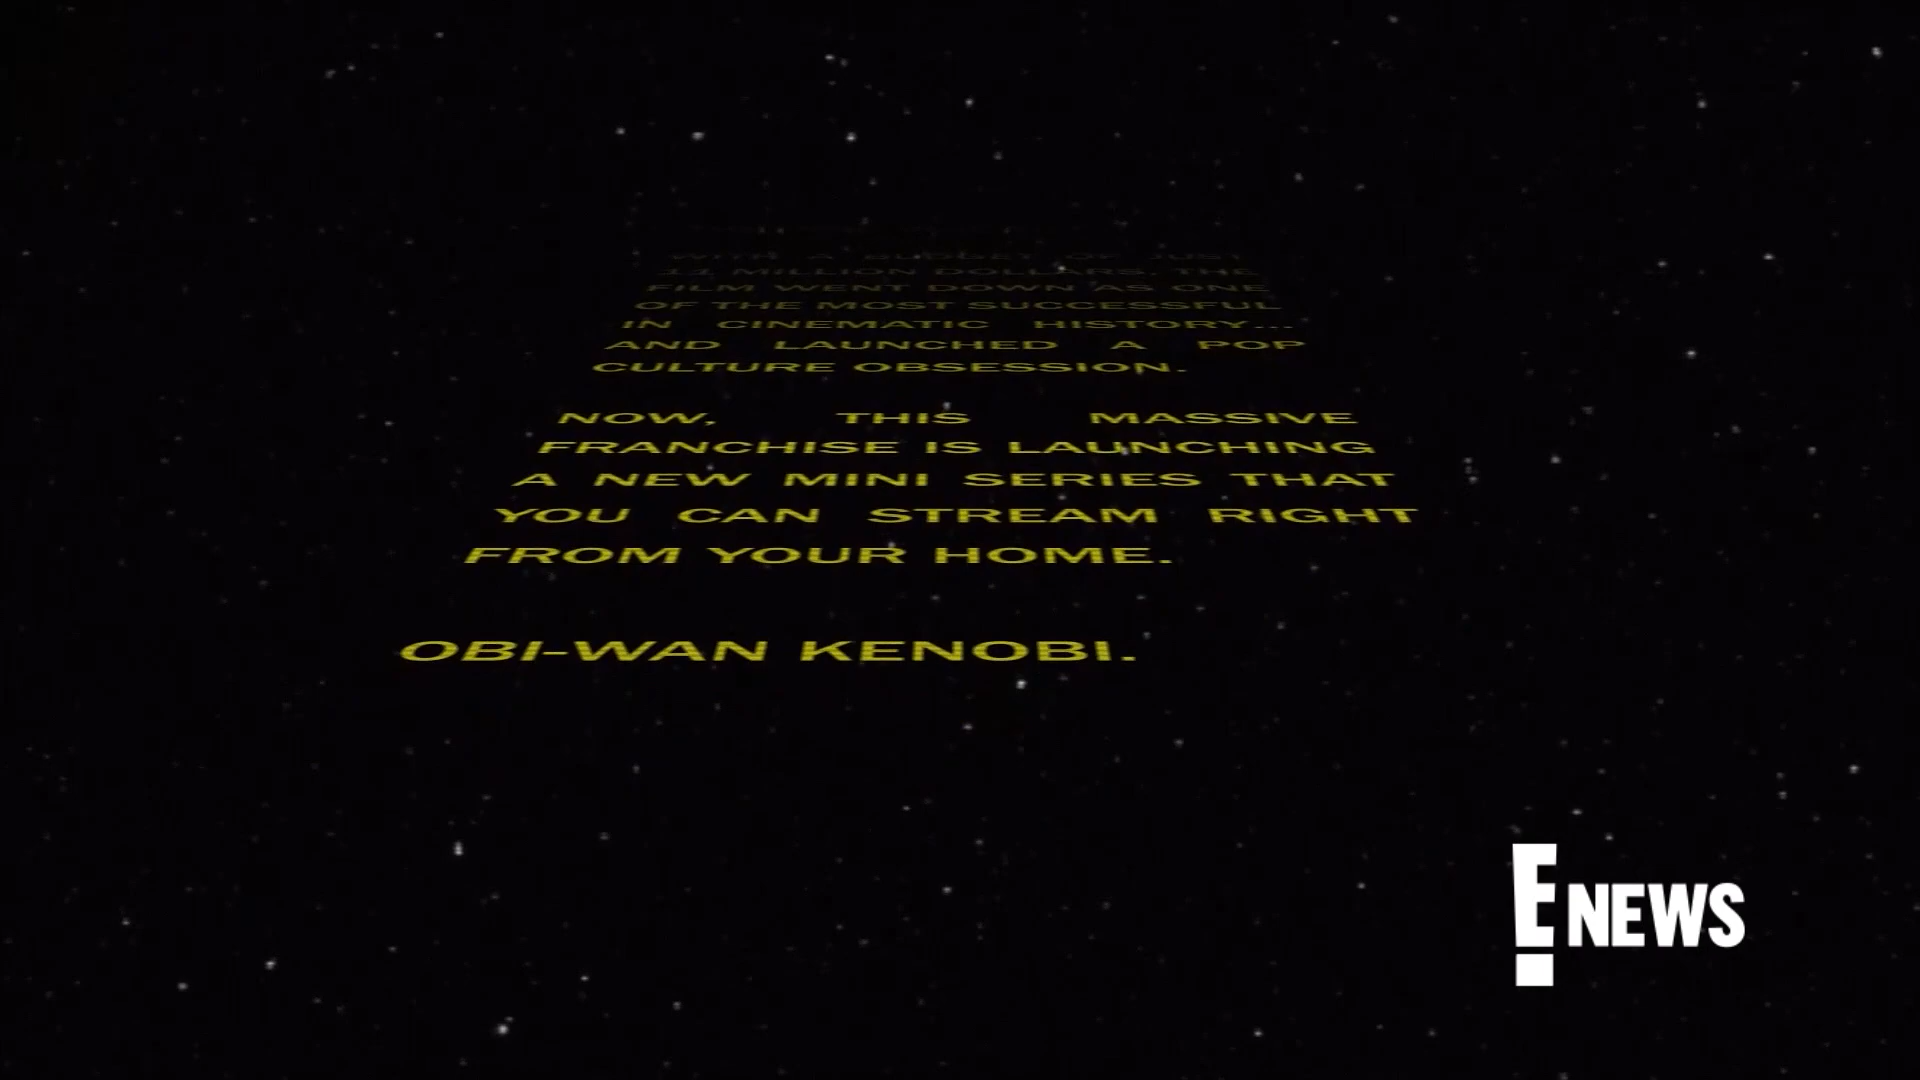 WITH A BUDGET OF JUST
11 MILLION DOLLARS, THE
FILM WENT DOWN AS ONE
OF THE MOST SUCCESSFUL
IN CINEMATIC HISTORY...
AND LAUNCHED A POP
CULTURE OBSESSION.
NOW, THIS MASSIVE
FRANCHISE IS LAUNCHING
A NEW MINI SERIES THAT
YOU CAN STREAM RIGHT
FROM YOUR HOME.
OBI-WAN KENOBI.
E! NEWS